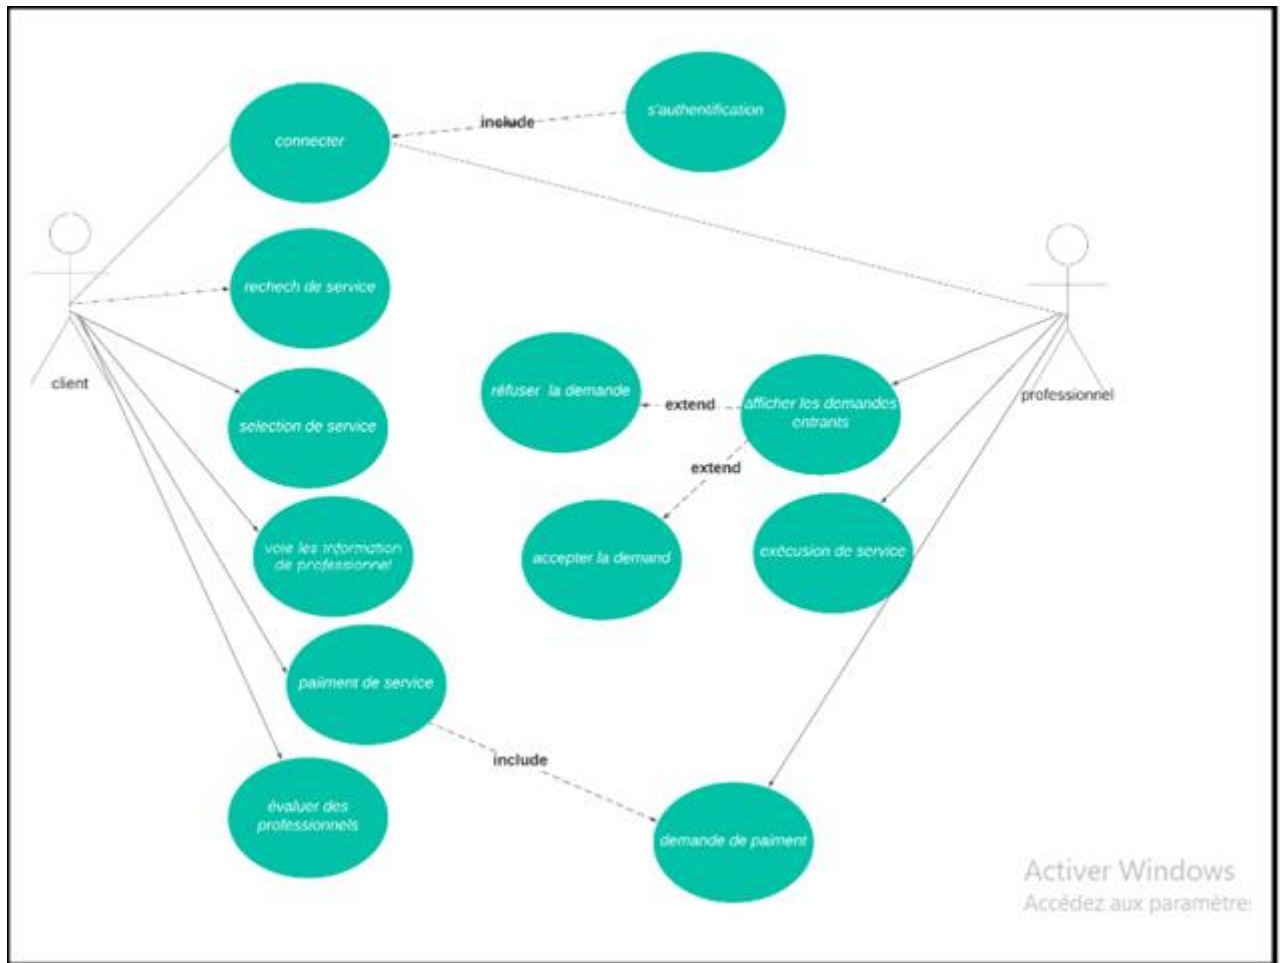 s'authentification
include
connecter
rechech de service
client
selection de service
réfuser la demande
extend
afficher les demandes
entrants
professionnel
extend
voie les information
de professionnel
accepter la demand
exécusion de service
paiiment de service
include
évaluer des
professionnels
demande de paiment
Activer Windows
Accédez aux paramètres